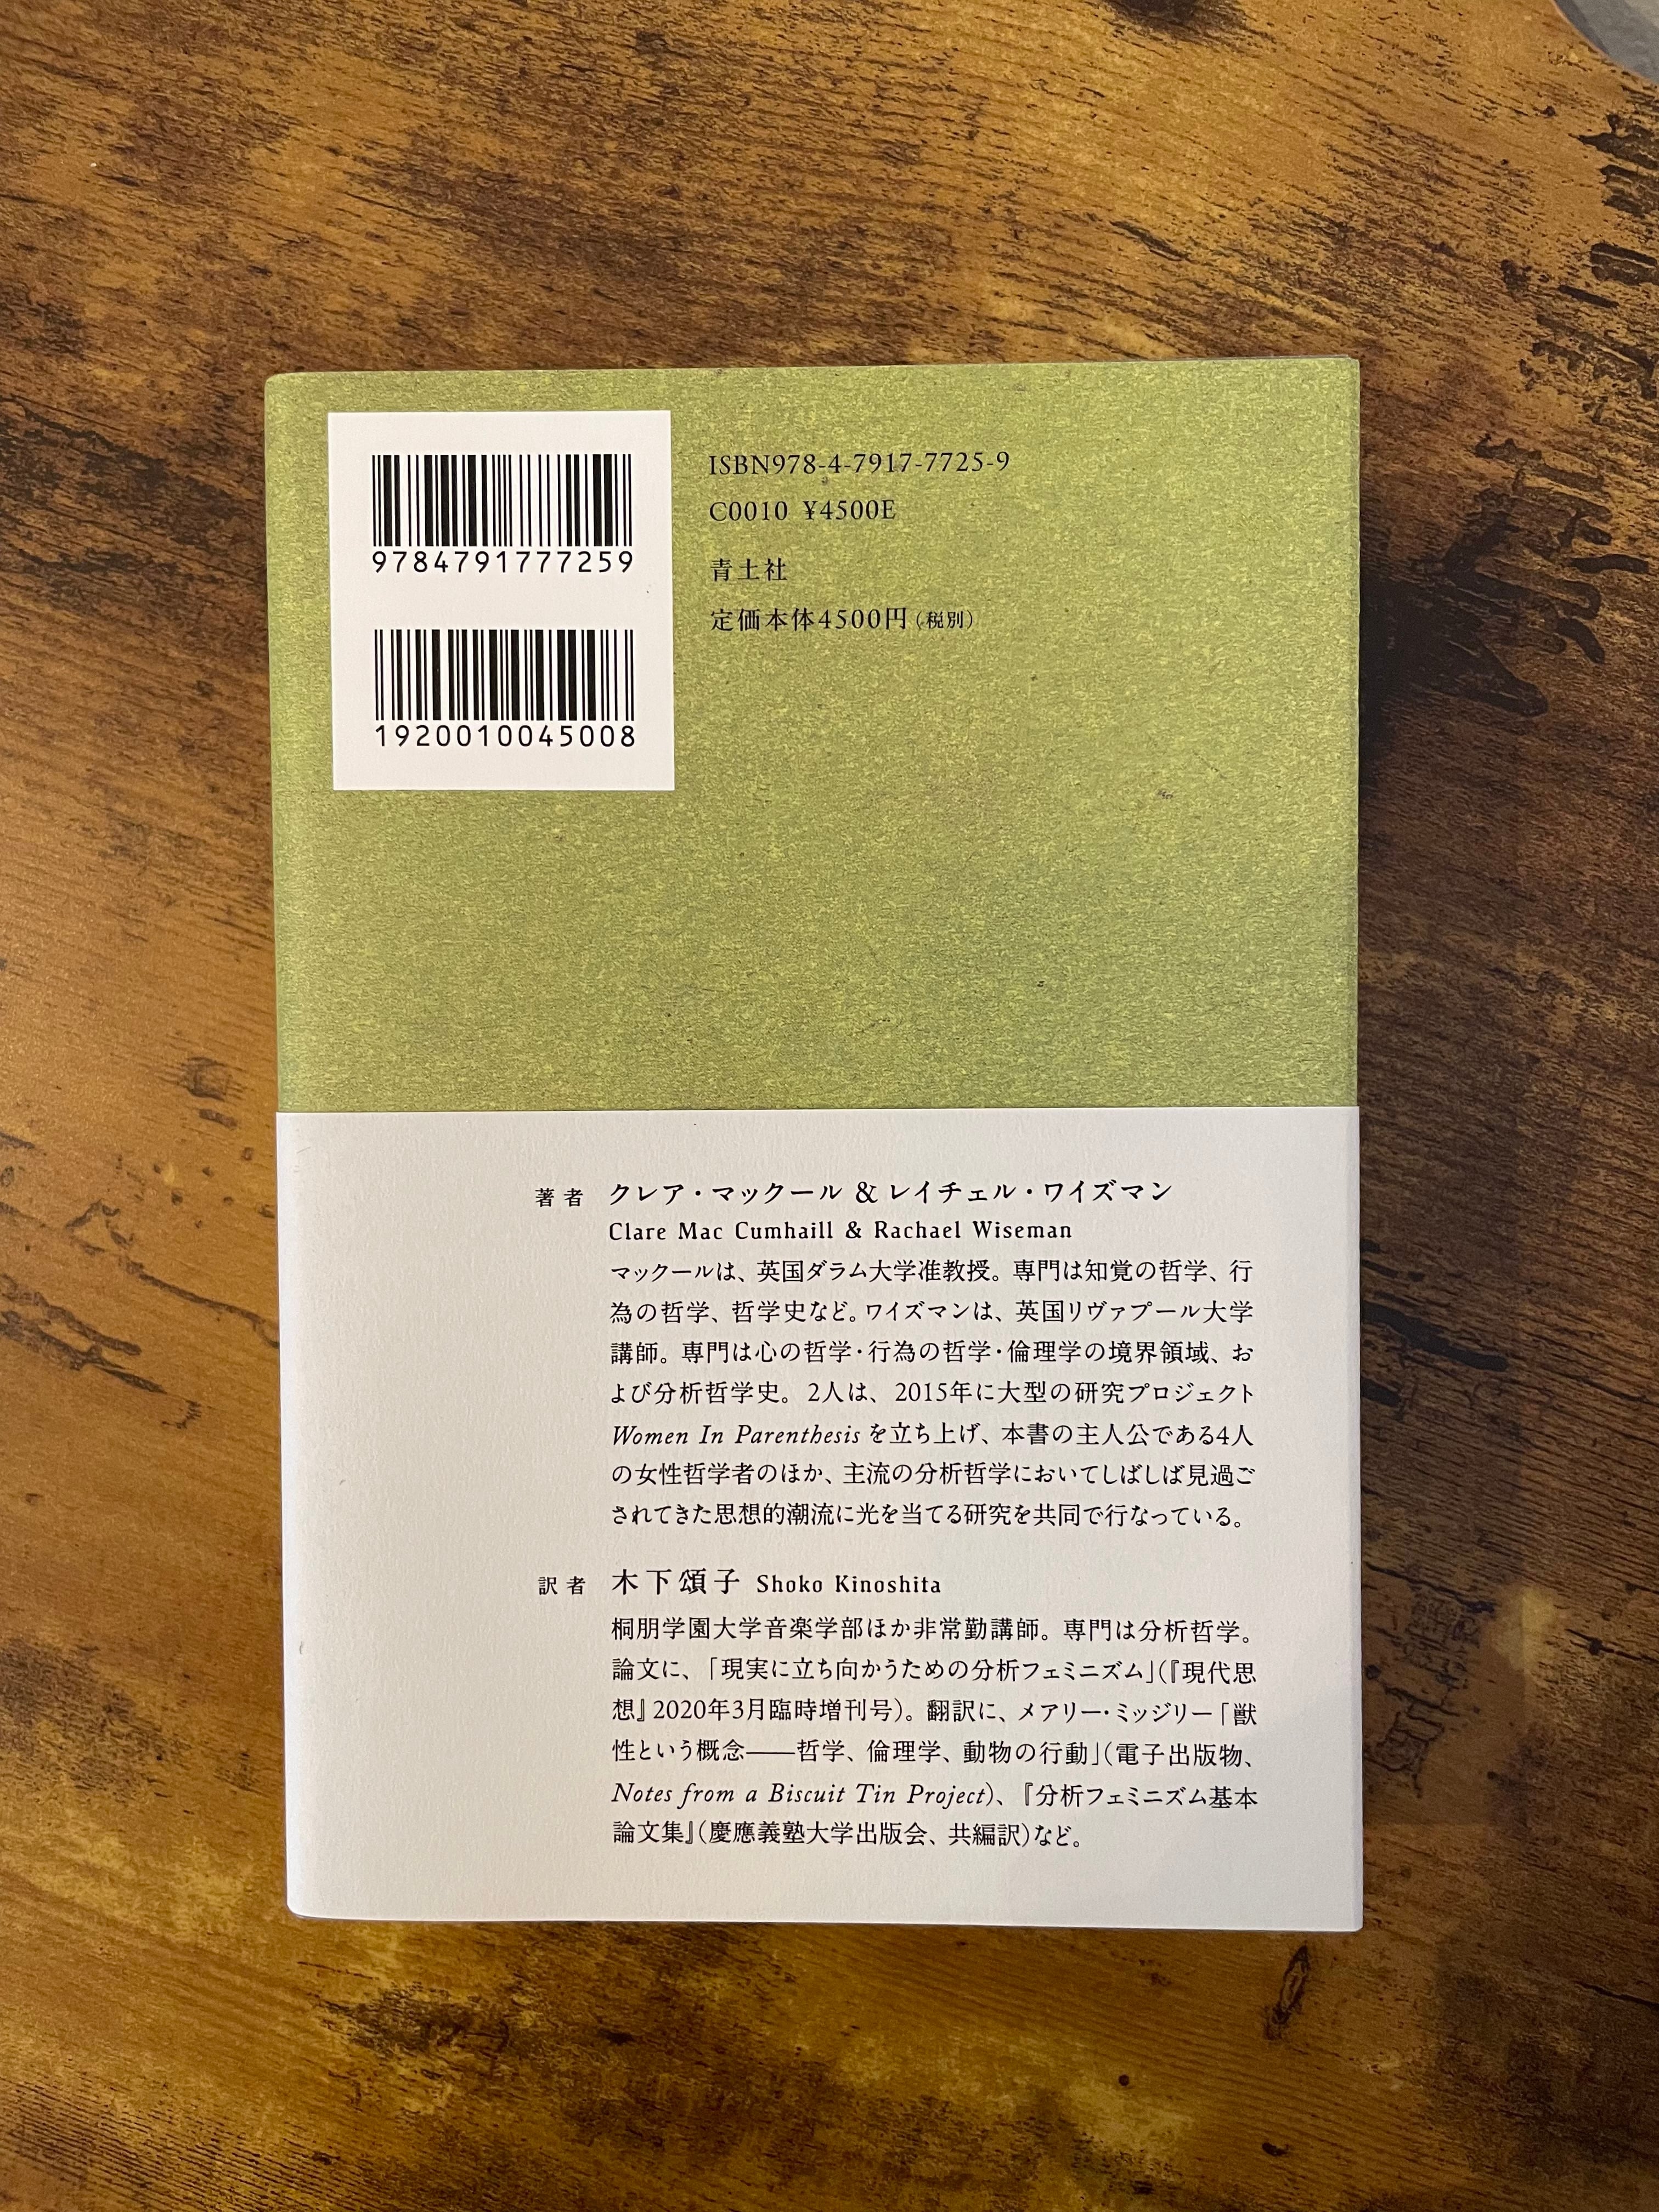 9784791777259
1920010045008
ISBN978-4-7917-7725-9
C0010 ¥4500E
青土社
定価本体4500円(税別)
著者 クレア・マックール & レイチェル・ワイズマン
Clare Mac Cumhaill & Rachael Wiseman
マックールは、英国ダラム大学准教授。専門は知覚の哲学、行
為の哲学、哲学史など。ワイズマンは、英国リヴァプール大学
講師。専門は心の哲学・行為の哲学・倫理学の境界領域、お
よび分析哲学史。2人は、2015年に大型の研究プロジェクト
Women In Parenthesis を立ち上げ、本書の主人公である4人
の女性哲学者のほか、主流の分析哲学においてしばしば見過ご
されてきた思想的潮流に光を当てる研究を共同で行なっている。
訳者 木下頌子 Shoko Kinoshita
桐朋学園大学音楽学部ほか非常勤講師。専門は分析哲学。
論文に、「現実に立ち向かうための分析フェミニズム」(『現代思
想』2020年3月臨時増刊号)。翻訳に、メアリー・ミッジリー「獣
性という概念——哲学、倫理学、動物の行動」(電子出版物、
Notes from a Biscuit Tin Project)、『分析フェミニズム基本
論文集』(慶應義塾大学出版会、共編訳)など。